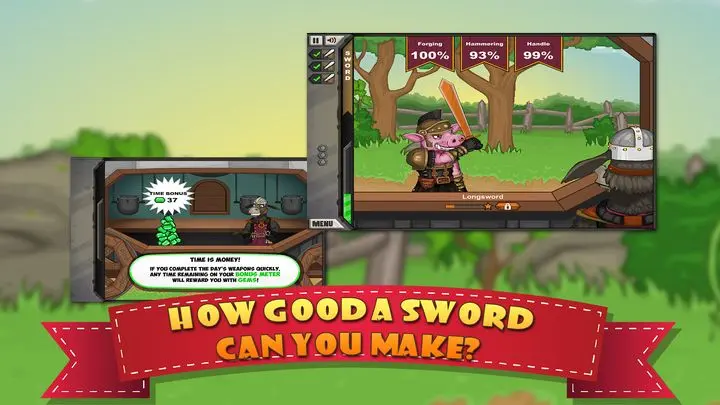 Forging Hammering Handle
100% 93% 99%
SWORD
Longsword
MENU
TIME BONUS
37
TIME IS MONEY!
IF YOU COMPLETE THE DAY'S WEAPONS QUICKLY,
ANY TIME REMAINING ON YOUR BONUS METER
WILL REWARD YOU WITH GEMS!
HOW GOOD A SWORD
CAN YOU MAKE?